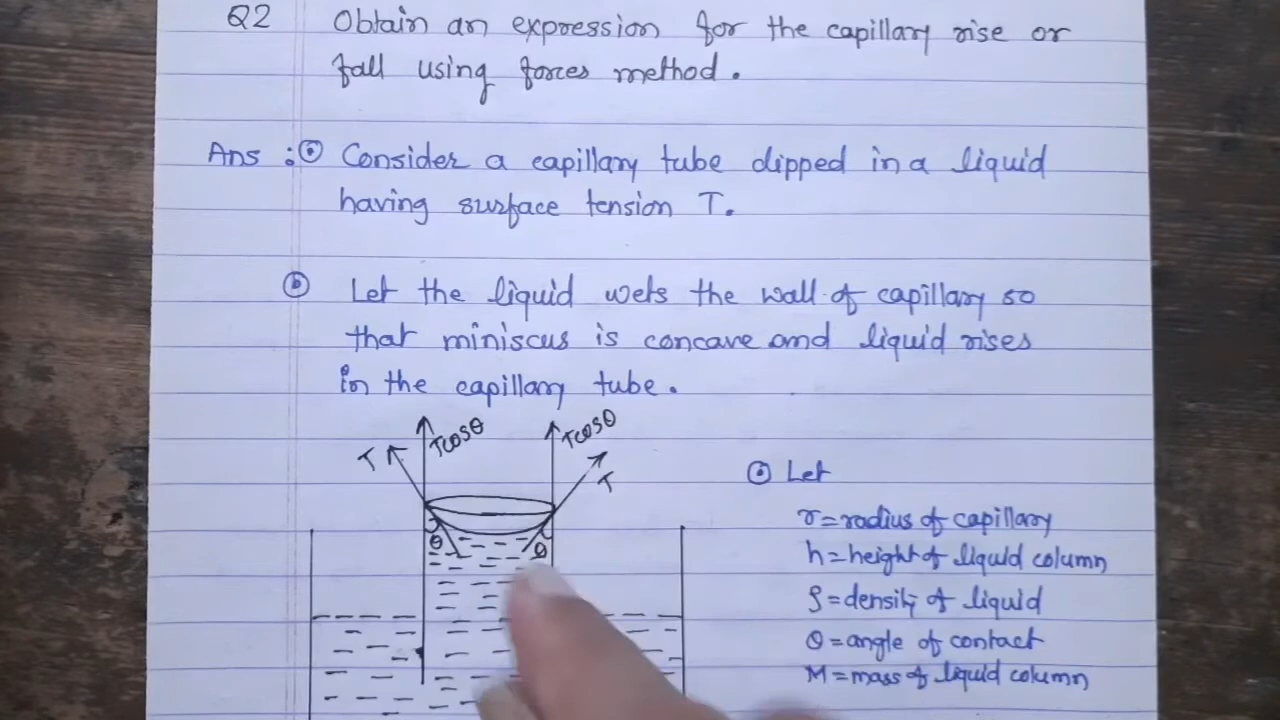 Q2 Obtain an expression for the capillary rise or
fall using forces method.
Ans : ⓐ Consider a capillary tube dipped in a liquid
having surface tension T.
ⓑ Let the liquid wets the wall of capillary so
that miniscus is concave and liquid rises
in the capillary tube.
T Tcosθ Tcosθ T
θ θ
ⓒ Let
r = radius of capillary
h = height of liquid column
ρ = density of liquid
θ = angle of contact
M = mass of liquid column